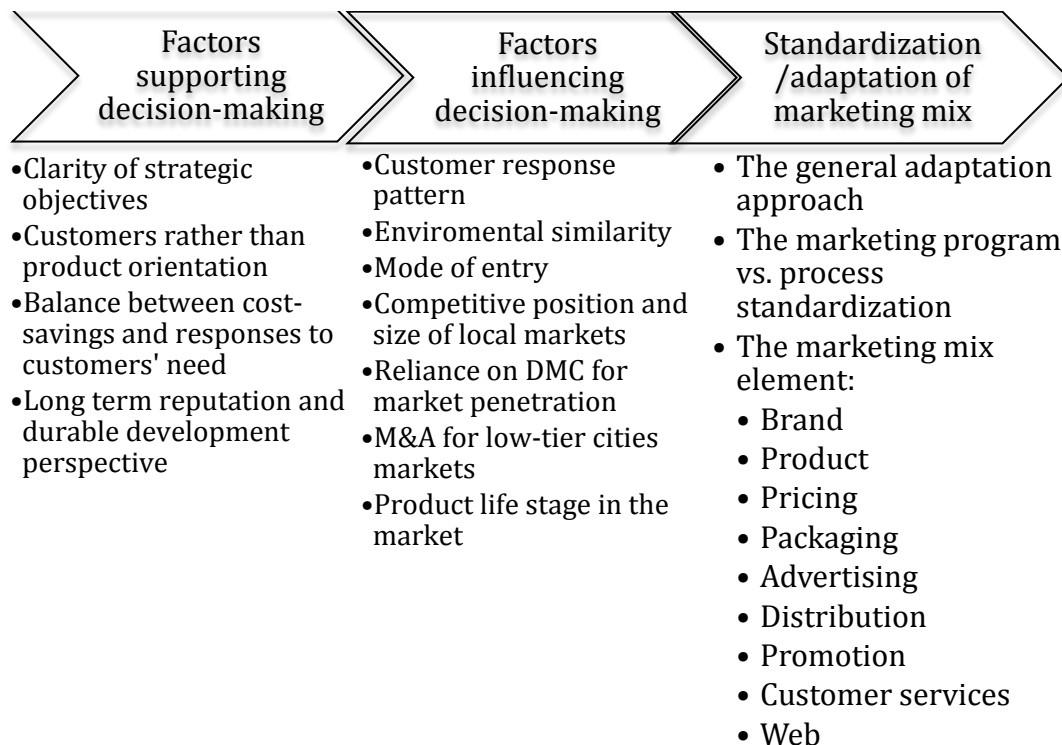 Factors
supporting
decision-making
•Clarity of strategic
objectives
•Customers rather than
product orientation
•Balance between cost-
savings and responses to
customers' need
•Long term reputation and
durable development
perspective
Factors
influencing
decision-making
•Customer response
pattern
•Enviromental similarity
•Mode of entry
•Competitive position and
size of local markets
•Reliance on DMC for
market penetration
•M&A for low-tier cities
markets
•Product life stage in the
market
Standardization
/adaptation of
marketing mix
• The general adaptation
approach
• The marketing program
vs. process
standardization
• The marketing mix
element:
• Brand
• Product
• Pricing
• Packaging
• Advertising
• Distribution
• Promotion
• Customer services
• Web